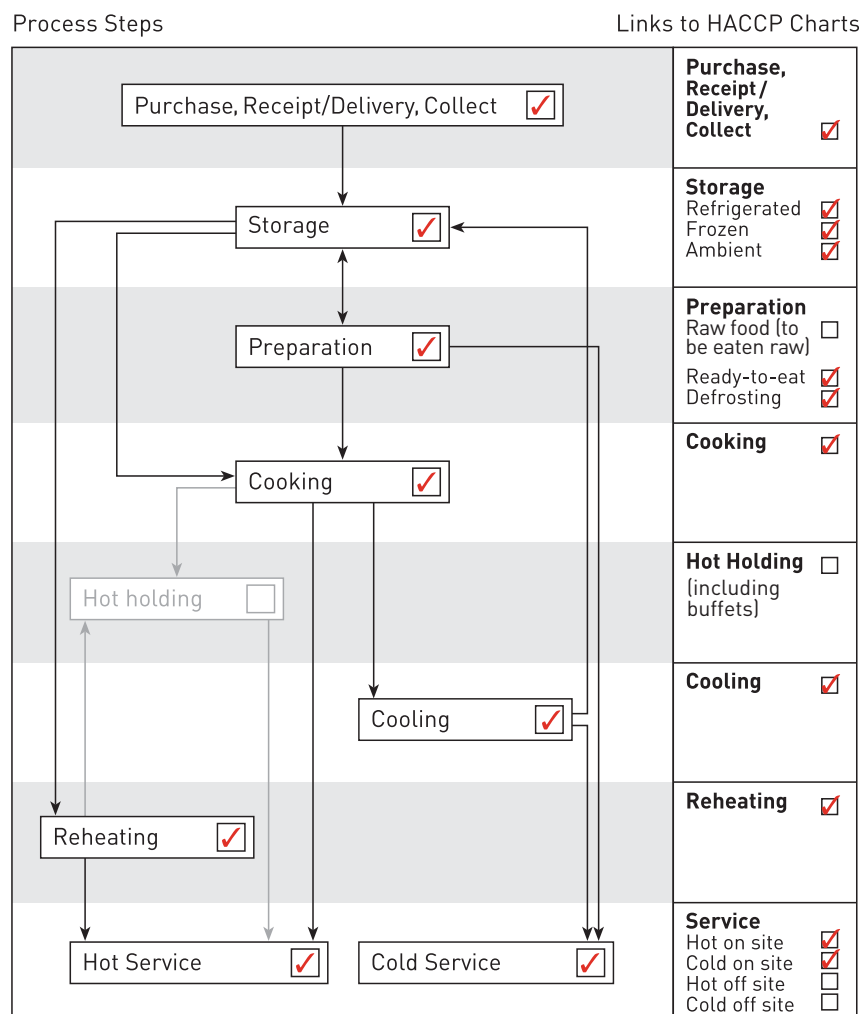 Process Steps
Links to HACCP Charts
Purchase, Receipt/Delivery, Collect
Purchase,
Receipt/
Delivery,
Collect
Storage
Storage
Refrigerated
Frozen
Ambient
Preparation
Preparation
Raw food (to
be eaten raw)
Ready-to-eat
Defrosting
Cooking
Cooking
Hot holding
Hot Holding
(including
buffets)
Cooling
Cooling
Reheating
Reheating
Hot Service
Cold Service
Service
Hot on site
Cold on site
Hot off site
Cold off site